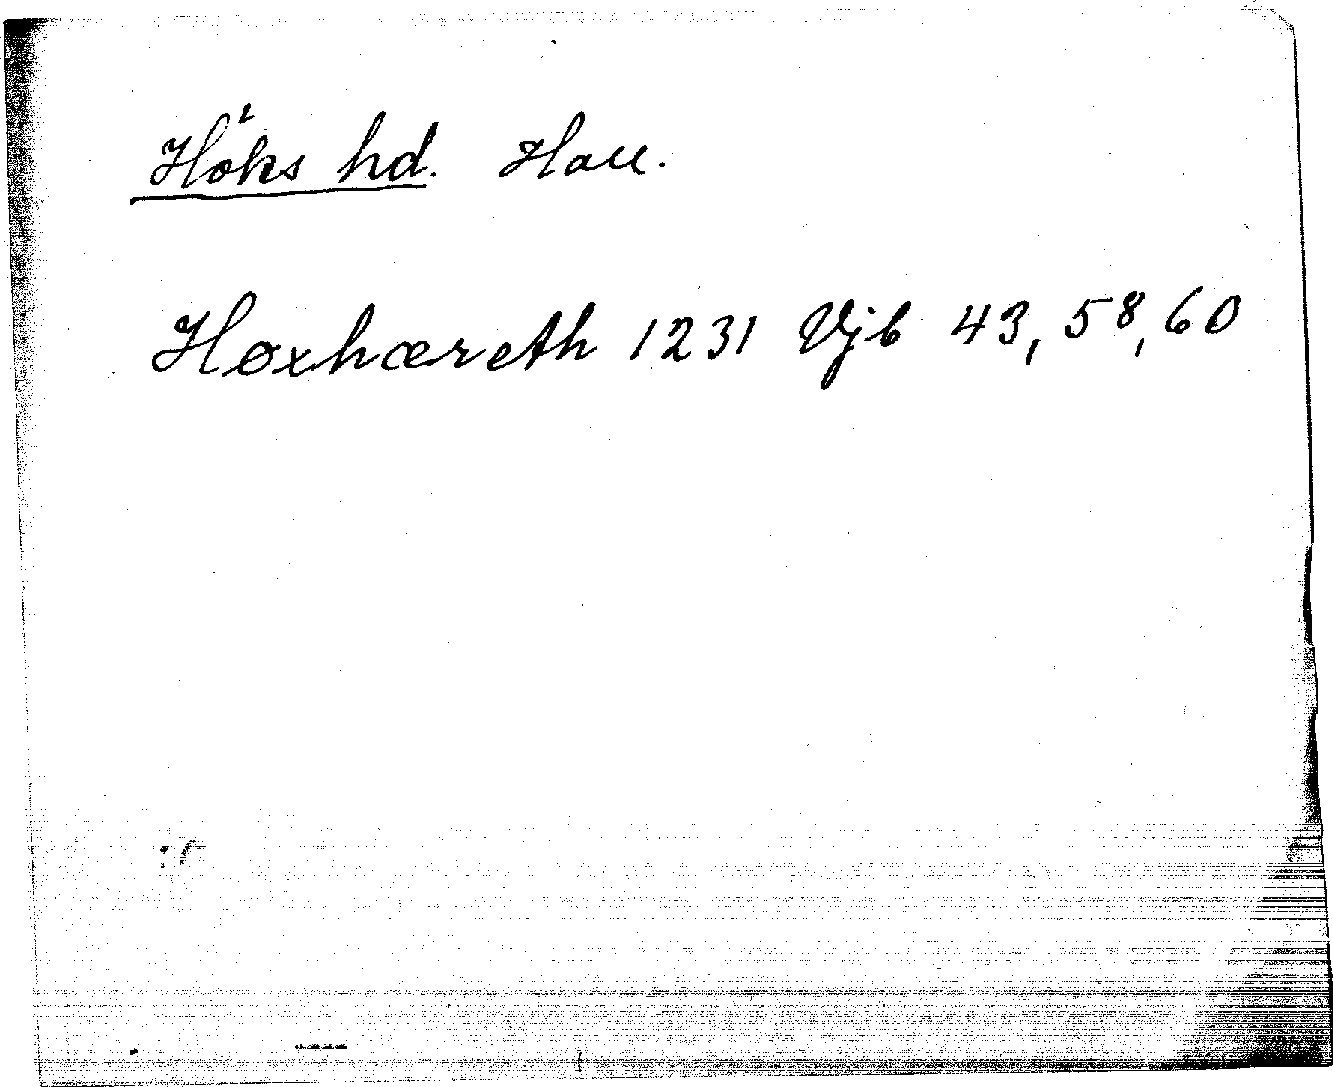 Höks hd. Hall.
Høxhæreth 1231 Vjb 43, 58, 60